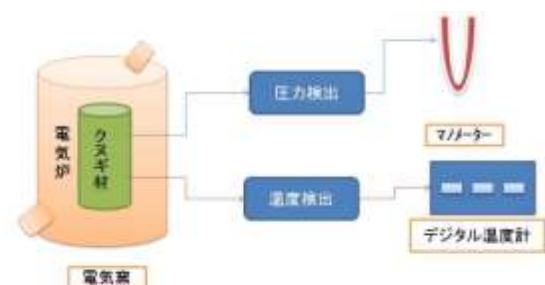 電気炉
クヌギ材
圧力検出
マノメーター
温度検出
デジタル温度計
電気窯